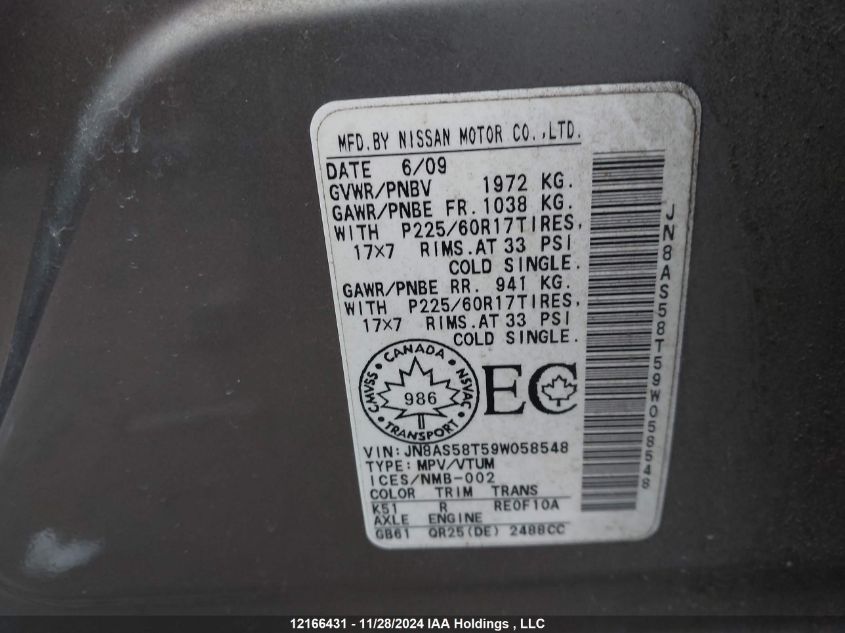 MFD.BY NISSAN MOTOR CO.,LTD.
DATE 6/09
GVWR/PNBV 1972 KG.
GAWR/PNBE FR. 1038 KG.
WITH P225/60R17TIRES,
17×7 RIMS.AT 33 PSI
COLD SINGLE.
GAWR/PNBE RR. 941 KG.
WITH P225/60R17TIRES,
17×7 RIMS.AT 33 PSI
COLD SINGLE.
CANADA
CMVSS
NSVAC
986
TRANSPORT
EC
VIN:JN8AS58T59W058548
TYPE:MPV/VTUM
ICES/NMB-002
COLOR TRIM TRANS
K51 R RE0F10A
AXLE ENGINE
GB61 QR25(DE) 2488CC
JN8AS58T59W058548
12166431 - 11/28/2024 IAA Holdings , LLC